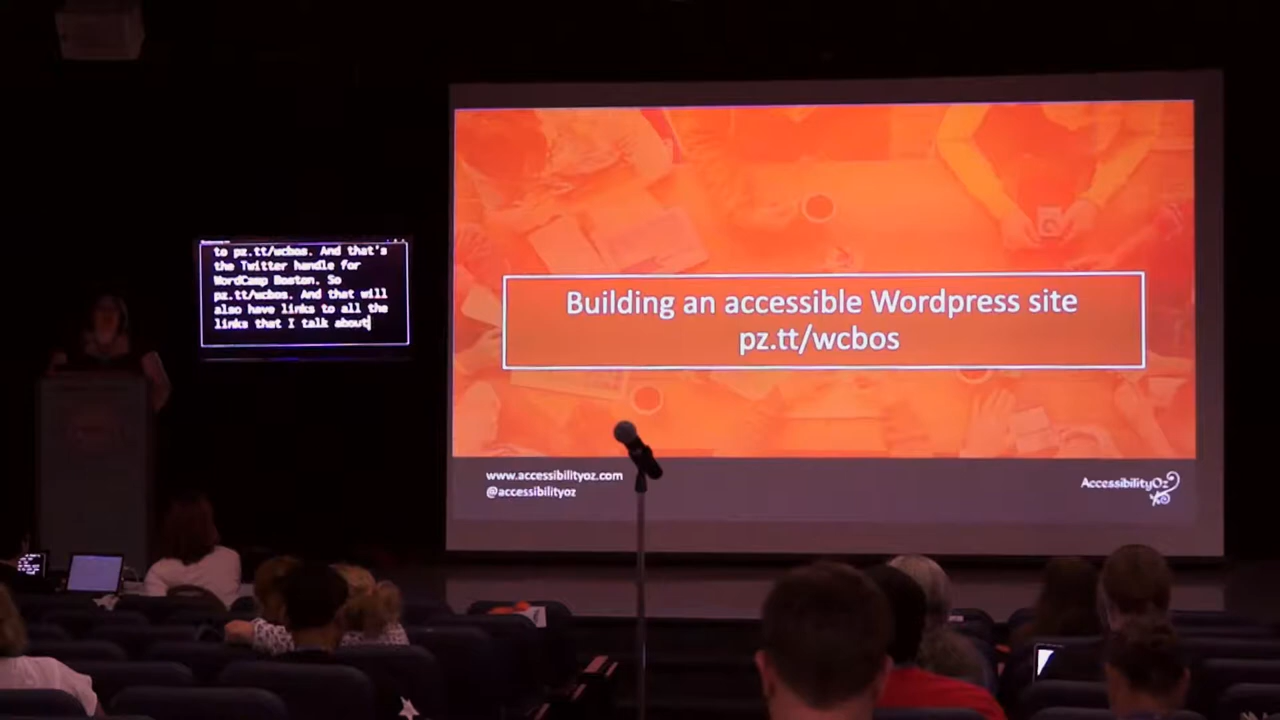 to pz.tt/wcbos. And that's
the Twitter handle for
WordCamp Boston. So
pz.tt/wcbos. And that will
also have links to all the
links that I talk about
Building an accessible Wordpress site
pz.tt/wcbos
www.accessibilityoz.com
@accessibilityoz
AccessibilityOz